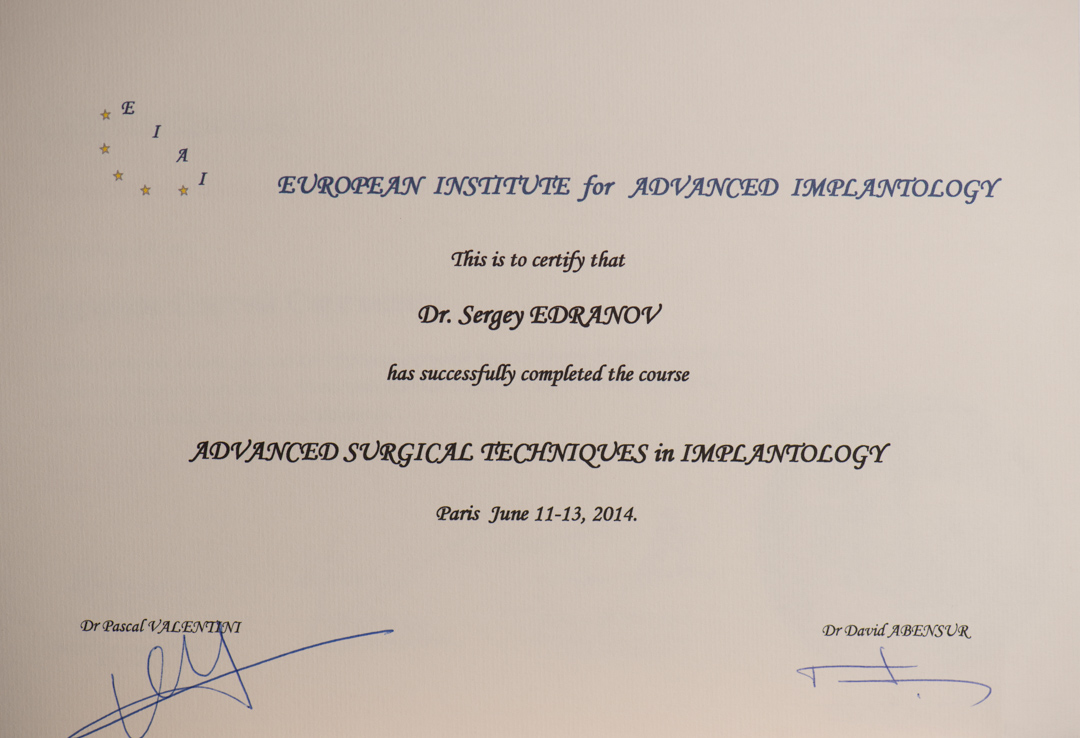 E
I
A
I
EUROPEAN INSTITUTE for ADVANCED IMPLANTOLOGY
This is to certify that
Dr. Sergey EDRANOV
has successfully completed the course
ADVANCED SURGICAL TECHNIQUES in IMPLANTOLOGY
Paris June 11-13, 2014.
Dr Pascal VALENTINI
Dr David ABENSUR